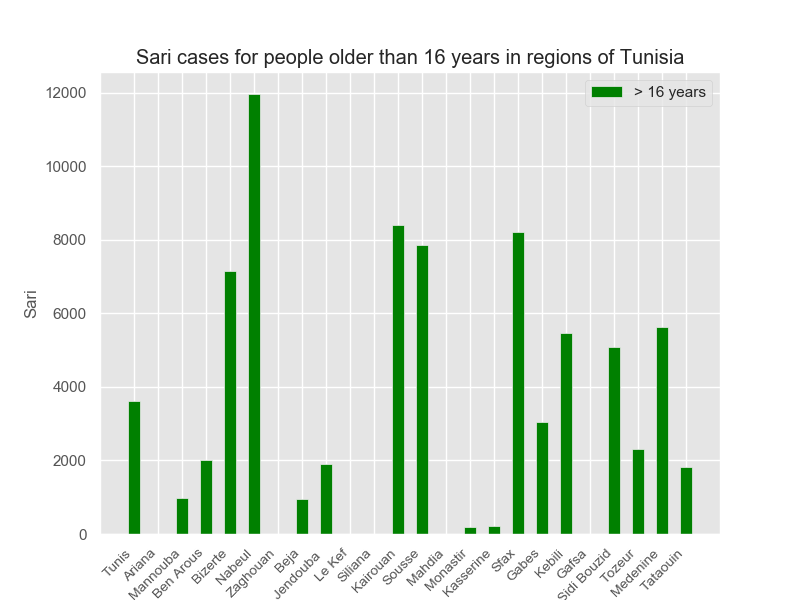 Sari cases for people older than 16 years in regions of Tunisia
> 16 years
12000
10000
8000
6000
4000
2000
0
Sari
Tunis
Ariana
Mannouba
Ben Arous
Bizerte
Nabeul
Zaghouan
Beja
Jendouba
Le Kef
Siliana
Kairouan
Sousse
Mahdia
Monastir
Kasserine
Sfax
Gabes
Kebili
Gafsa
Sidi Bouzid
Tozeur
Medenine
Tataouin